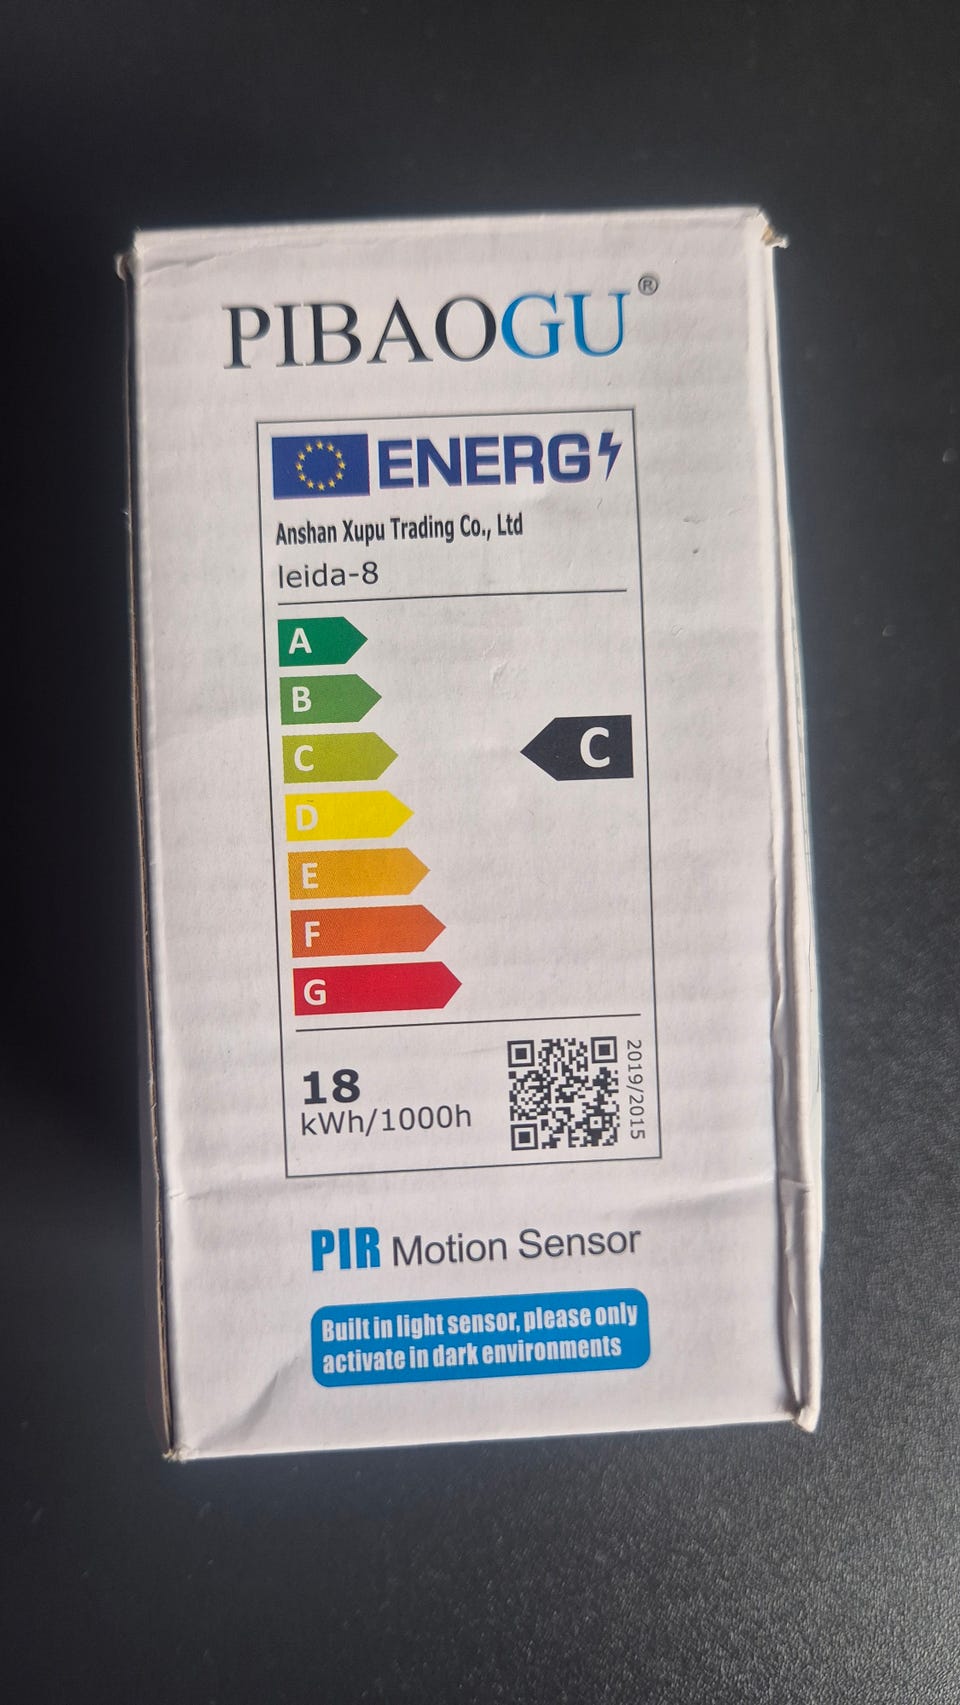 PIBAOGU®
ENERG
Anshan Xupu Trading Co., Ltd
leida-8
A
B
C
C
D
E
F
G
18
kWh/1000h
2019/2015
PIR Motion Sensor
Built in light sensor, please only
activate in dark environments